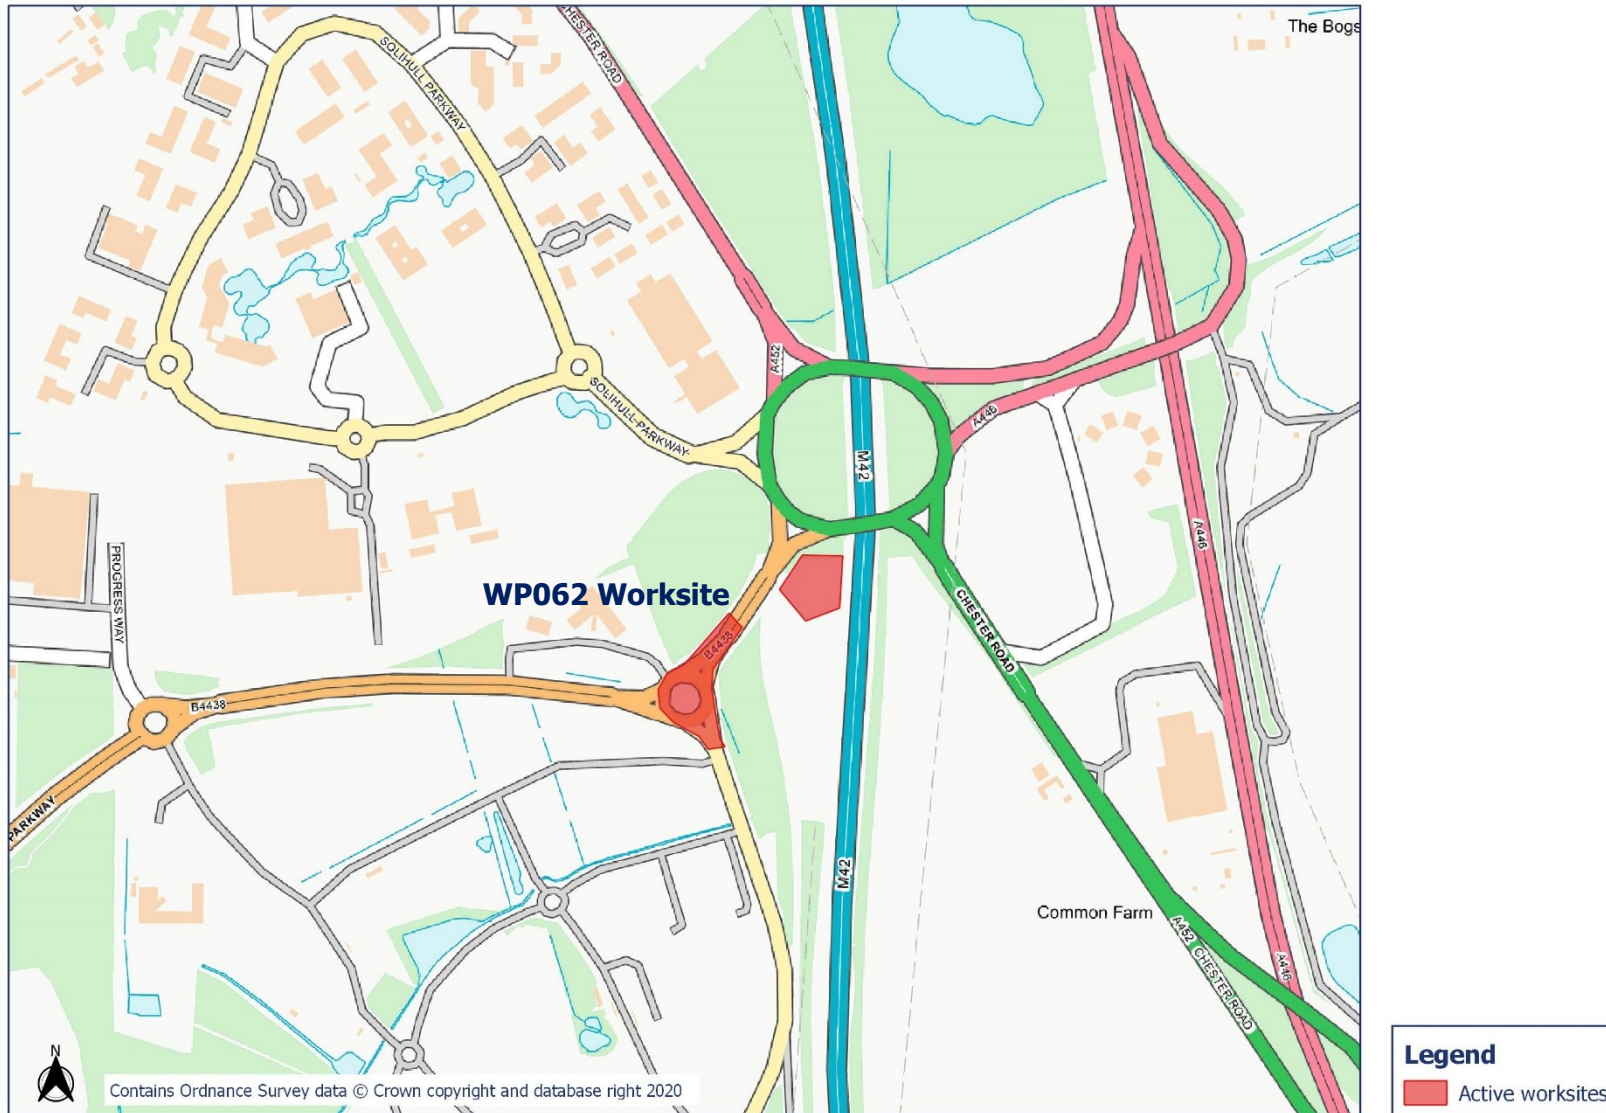 The Bogs
CHESTER ROAD
SOLIHULL PARKWAY
A452
SOLIHULL PARKWAY
A446
M42
A446
PROGRESS WAY
WP062 Worksite
CHESTER ROAD
B4438
B4438
PARKWAY
M42
Common Farm
A452 CHESTER ROAD
A446
N
Contains Ordnance Survey data © Crown copyright and database right 2020
Legend
Active worksites